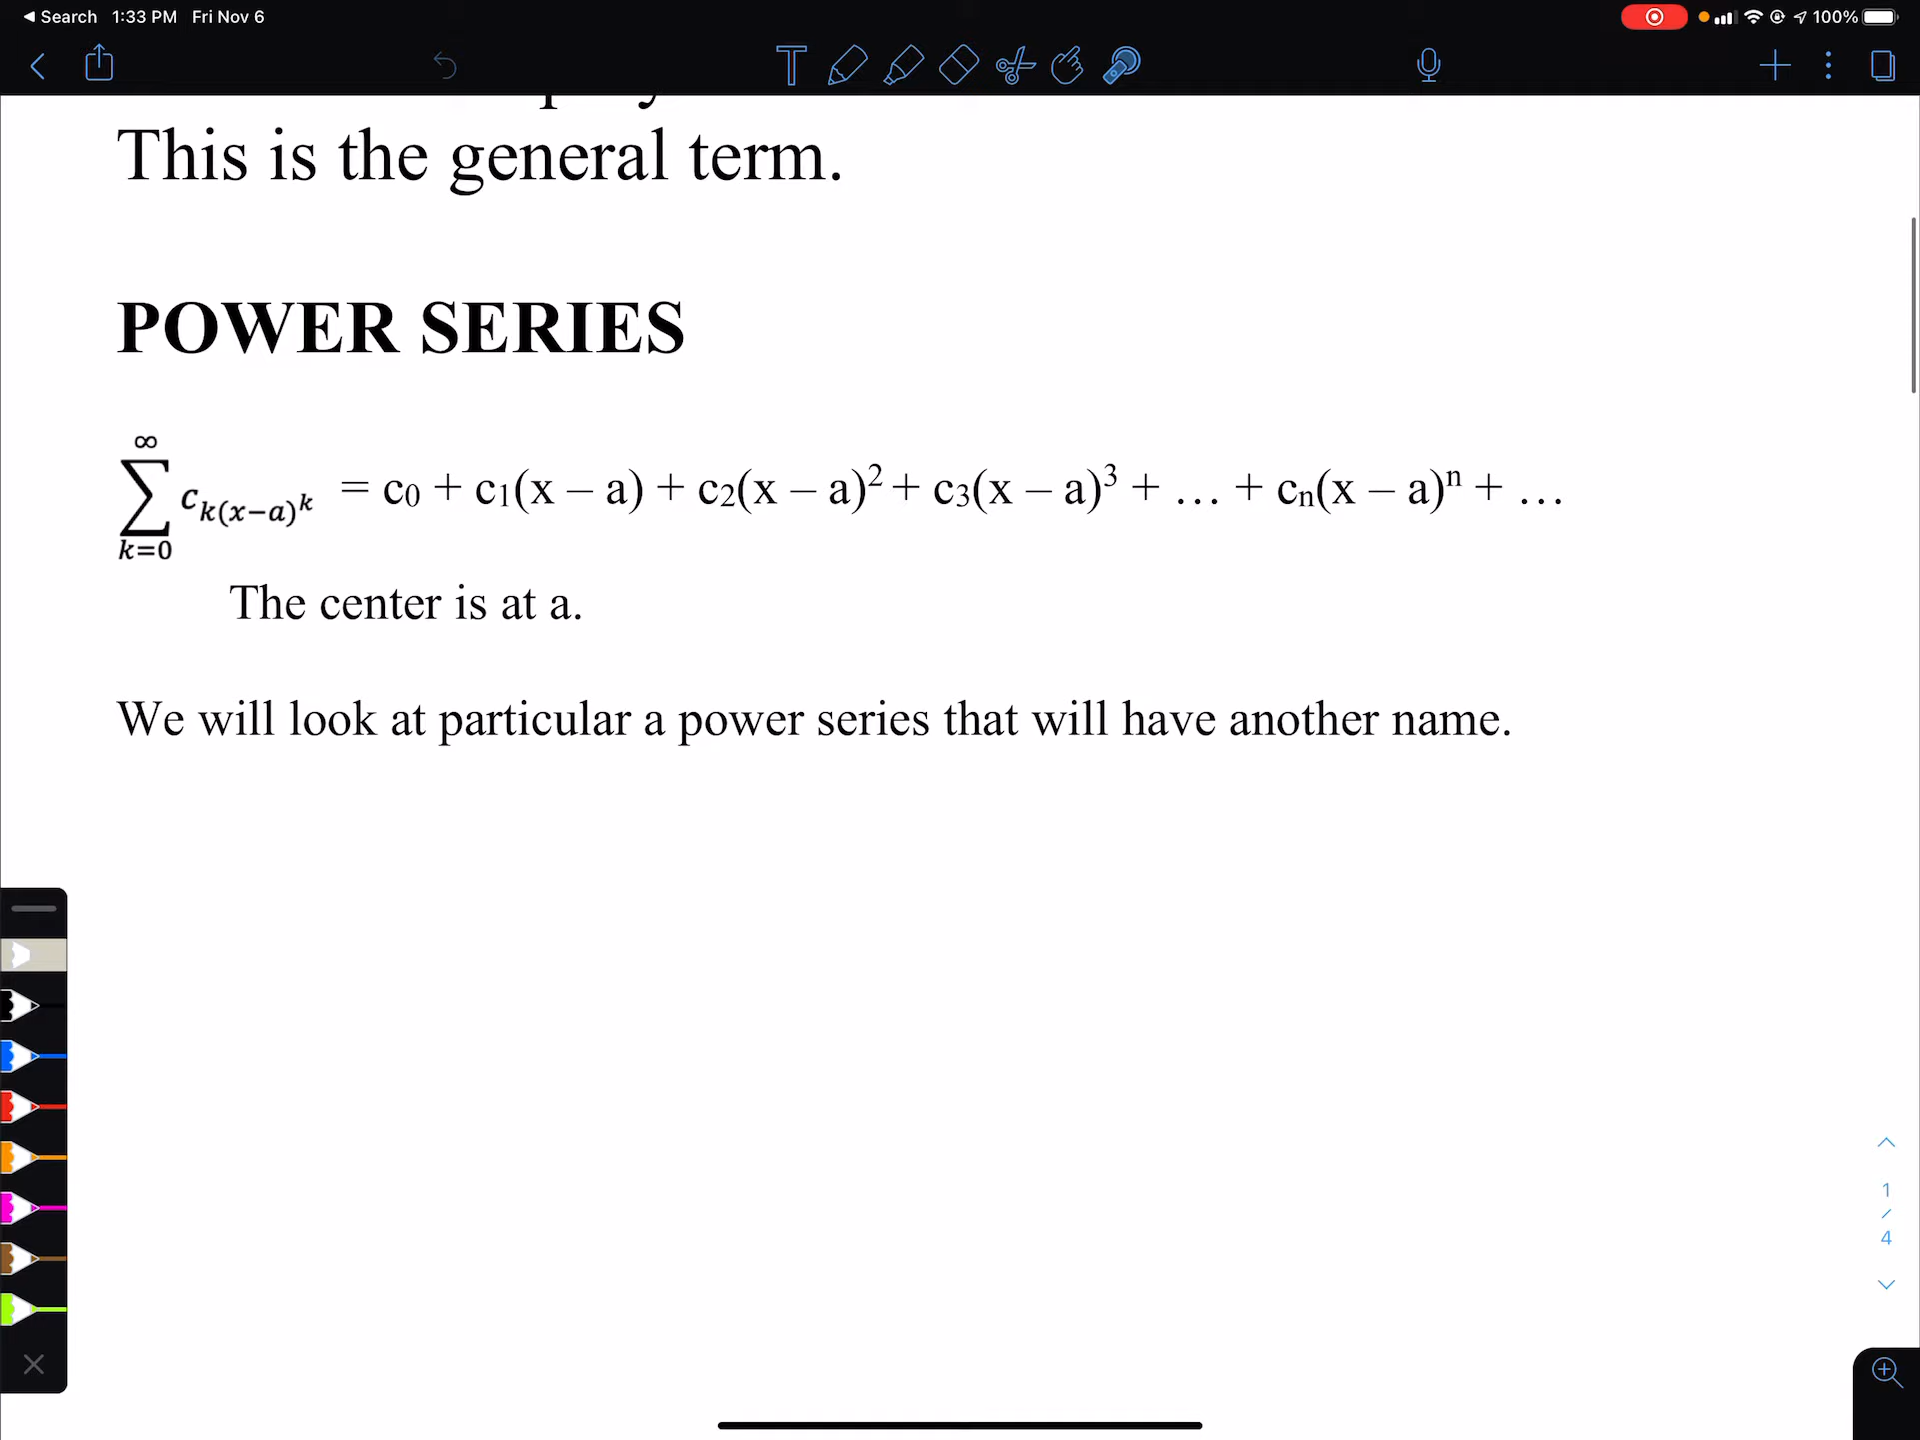 Search 1:33 PM Fri Nov 6 100%
This is the general term.
POWER SERIES
∞
∑ c_{k(x−a)^k} = c₀ + c₁(x – a) + c₂(x – a)² + c₃(x – a)³ + … + cₙ(x – a)ⁿ + …
k=0
The center is at a.
We will look at particular a power series that will have another name.
1
/
4